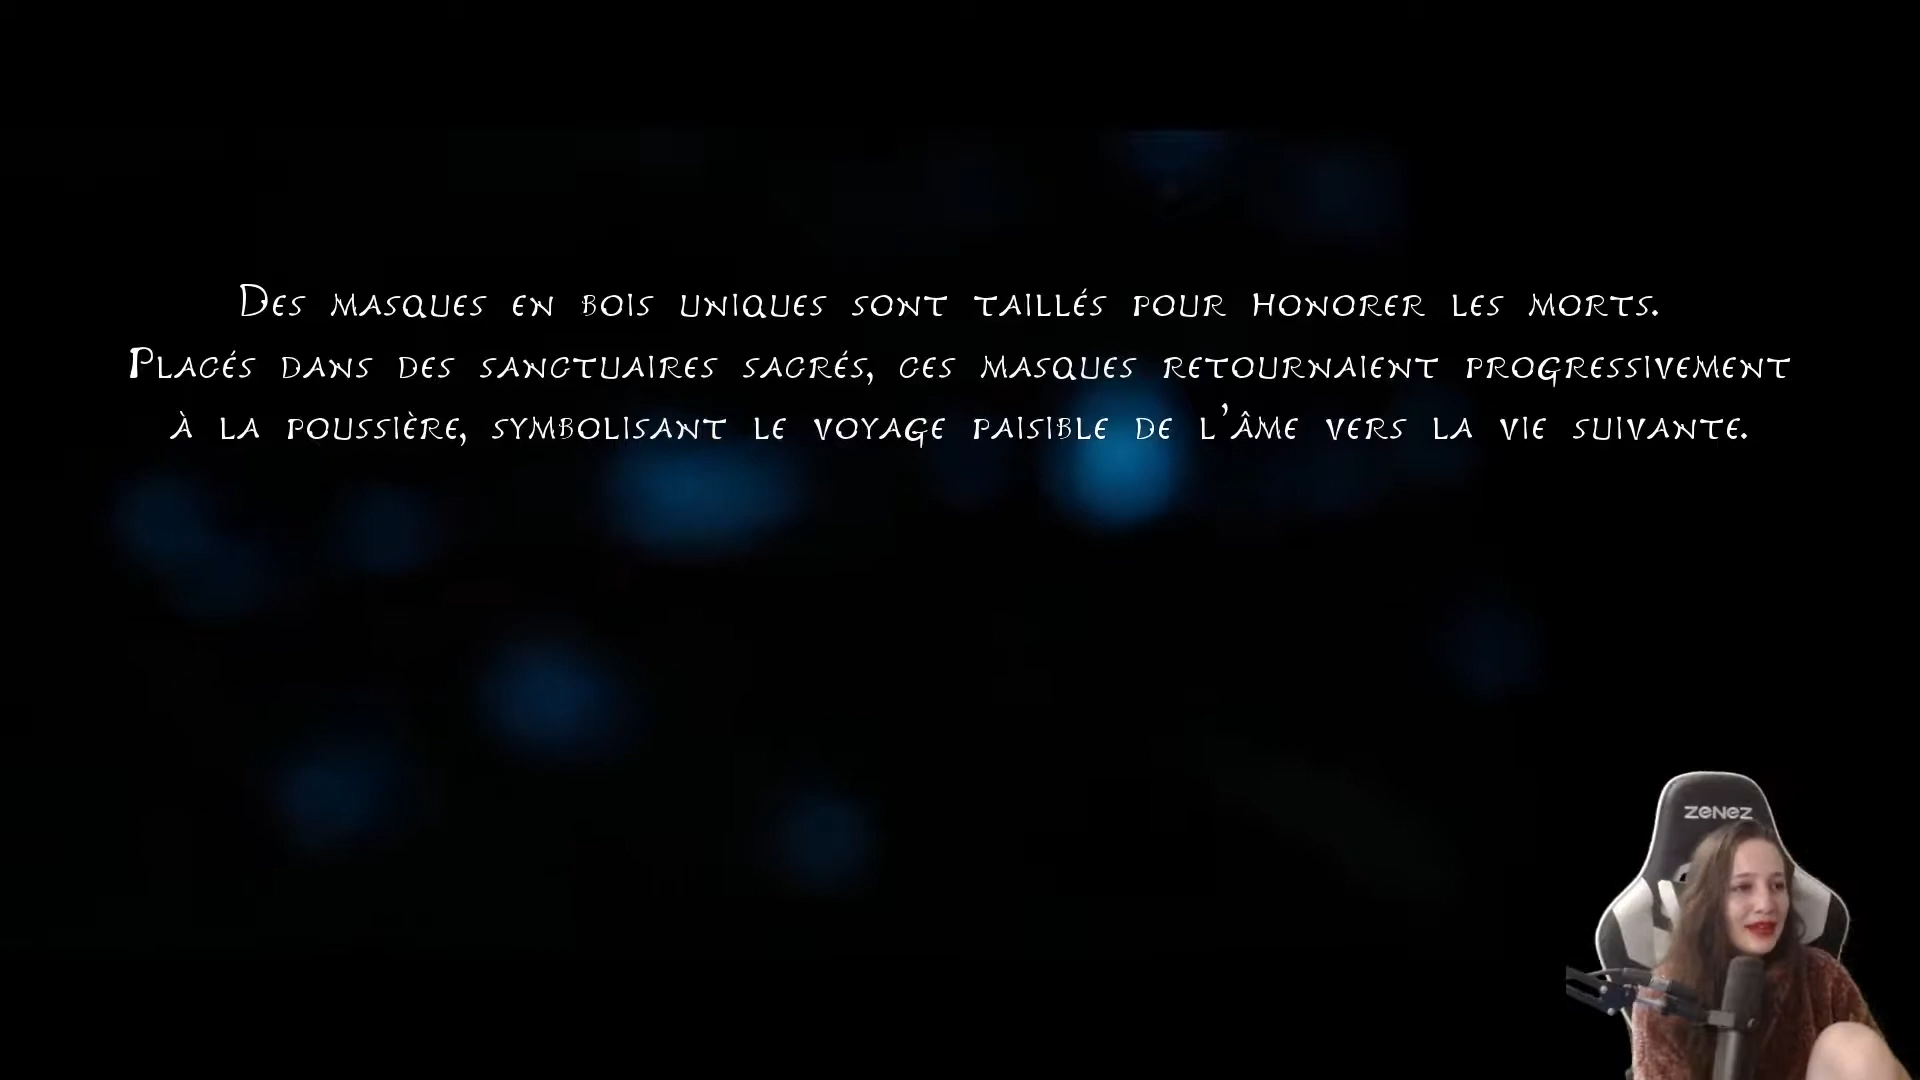 Des masques en bois uniques sont taillés pour honorer les morts.
Placés dans des sanctuaires sacrés, ces masques retournaient progressivement
à la poussière, symbolisant le voyage paisible de l'âme vers la vie suivante.
ZENEZ